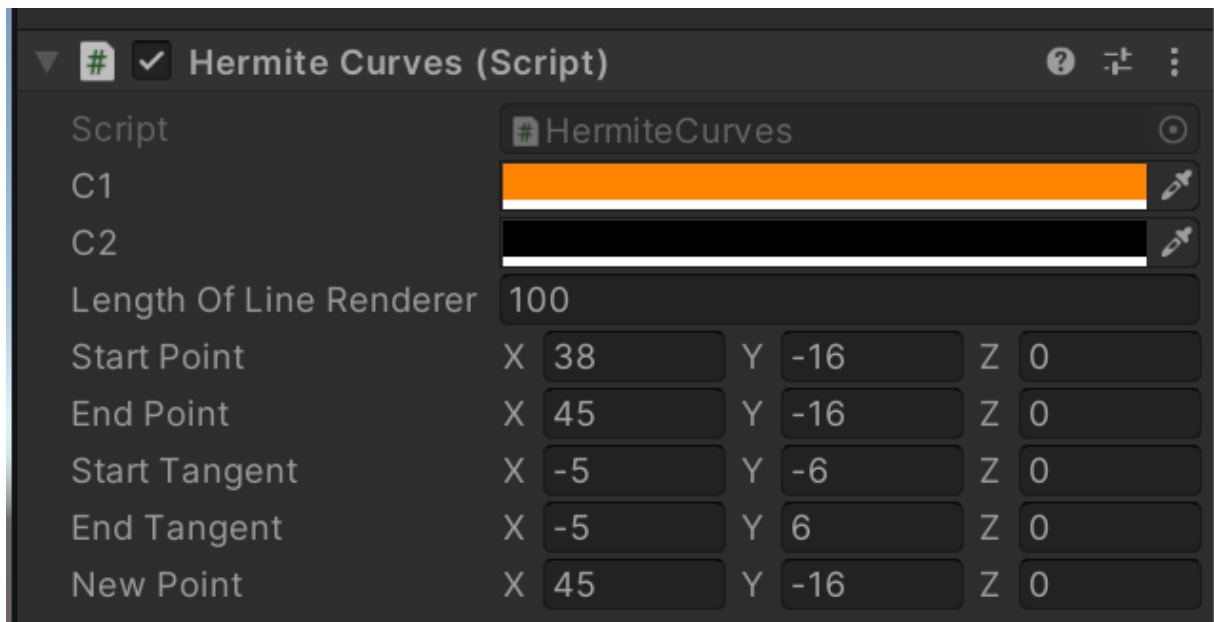 Hermite Curves (Script)
Script HermiteCurves
C1
C2
Length Of Line Renderer 100
Start Point X 38 Y -16 Z 0
End Point X 45 Y -16 Z 0
Start Tangent X -5 Y -6 Z 0
End Tangent X -5 Y 6 Z 0
New Point X 45 Y -16 Z 0